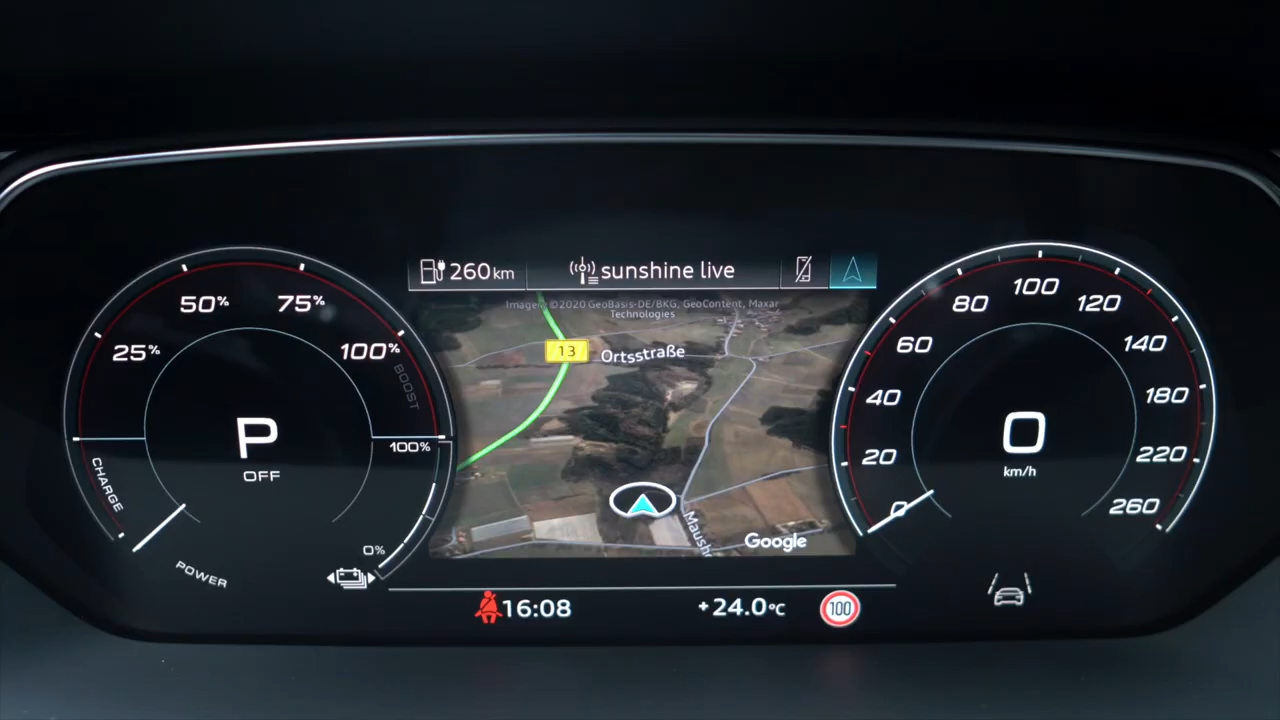 260 km
sunshine live
Imagery ©2020 GeoBasis-DE/BKG, GeoContent, Maxar
Technologies
13
Ortsstraße
Google
25%
50%
75%
100%
BOOST
100%
P
OFF
CHARGE
POWER
0%
0
20
40
60
80
100
120
140
180
220
260
0
km/h
16:08
+24.0°C
100